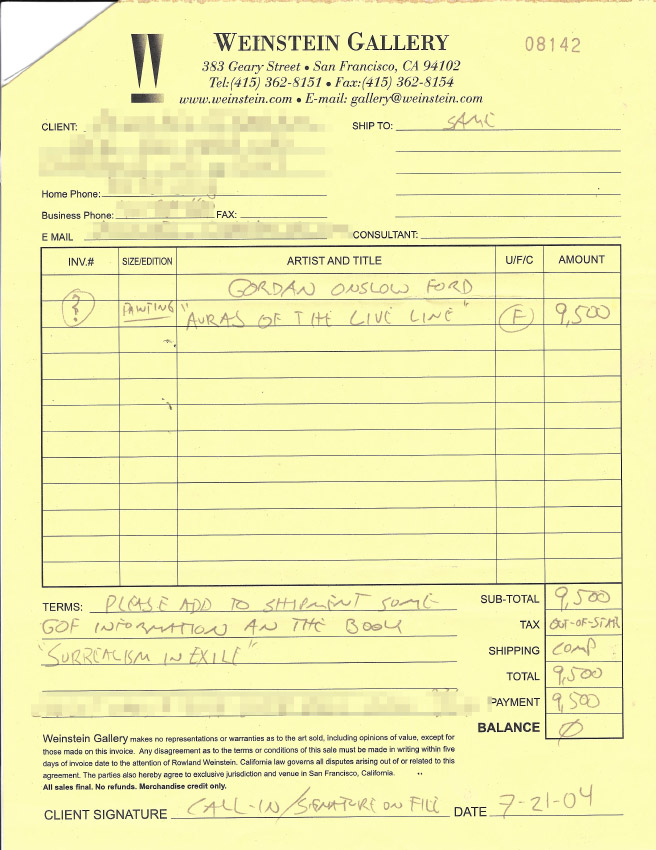 WEINSTEIN GALLERY
08142
383 Geary Street • San Francisco, CA 94102
Tel:(415) 362-8151 • Fax:(415) 362-8154
www.weinstein.com • E-mail: gallery@weinstein.com
CLIENT: SHIP TO: SAME
Home Phone:
Business Phone: FAX:
E MAIL CONSULTANT:
INV.# SIZE/EDITION ARTIST AND TITLE U/F/C AMOUNT
GORDAN ONSLOW FORD
? PAINTING "AURAS OF THE LIVE LINE" F 9,500
TERMS: PLEASE ADD TO SHIPMENT SOME
GOF INFORMATION AN THE BOOK
"SURREALISM IN EXILE"
SUB-TOTAL 9,500
TAX OUT-OF-STATE
SHIPPING COMP
TOTAL 9,500
PAYMENT 9,500
BALANCE Ø
Weinstein Gallery makes no representations or warranties as to the art sold, including opinions of value, except for
those made on this invoice. Any disagreement as to the terms or conditions of this sale must be made in writing within five
days of invoice date to the attention of Rowland Weinstein. California law governs all disputes arising out of or related to this
agreement. The parties also hereby agree to exclusive jurisdiction and venue in San Francisco, California.
All sales final. No refunds. Merchandise credit only.
CLIENT SIGNATURE CALL-IN/SIGNATURE ON FILE DATE 7-21-04